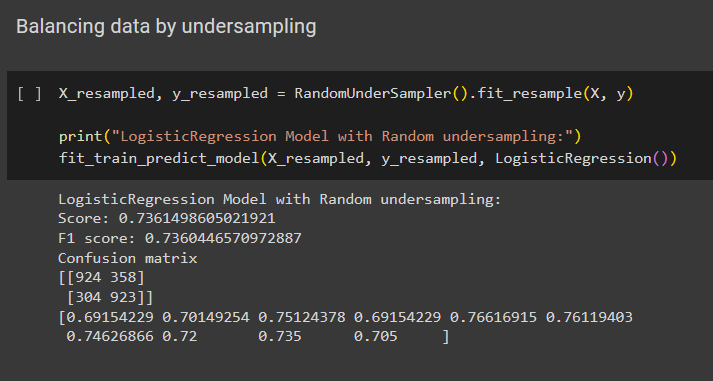 Balancing data by undersampling
[ ] X_resampled, y_resampled = RandomUnderSampler().fit_resample(X, y)
print("LogisticRegression Model with Random undersampling:")
fit_train_predict_model(X_resampled, y_resampled, LogisticRegression())
LogisticRegression Model with Random undersampling:
Score: 0.7361498605021921
F1 score: 0.7360446570972887
Confusion matrix
[[924 358]
 [304 923]]
[0.69154229 0.70149254 0.75124378 0.69154229 0.76616915 0.76119403
 0.74626866 0.72       0.735      0.705     ]